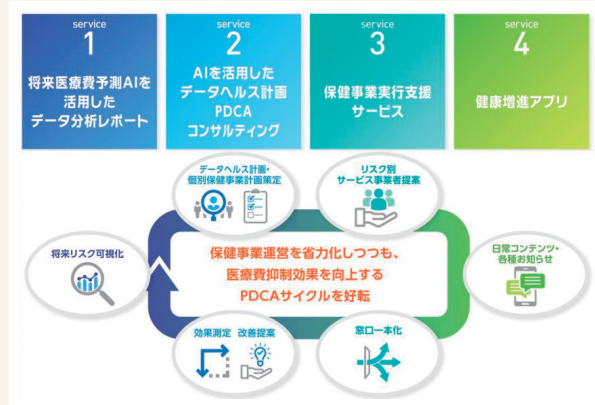 service
1
将来医療費予測AIを
活用した
データ分析レポート
service
2
AIを活用した
データヘルス計画
PDCA
コンサルティング
service
3
保健事業実行支援
サービス
service
4
健康増進アプリ
データヘルス計画・
個別保健事業計画策定
リスク別
サービス事業者提案
将来リスク可視化
保健事業運営を省力化しつつも、
医療費抑制効果を向上する
PDCAサイクルを好転
日常コンテンツ・
各種お知らせ
効果測定 改善提案
窓口一本化